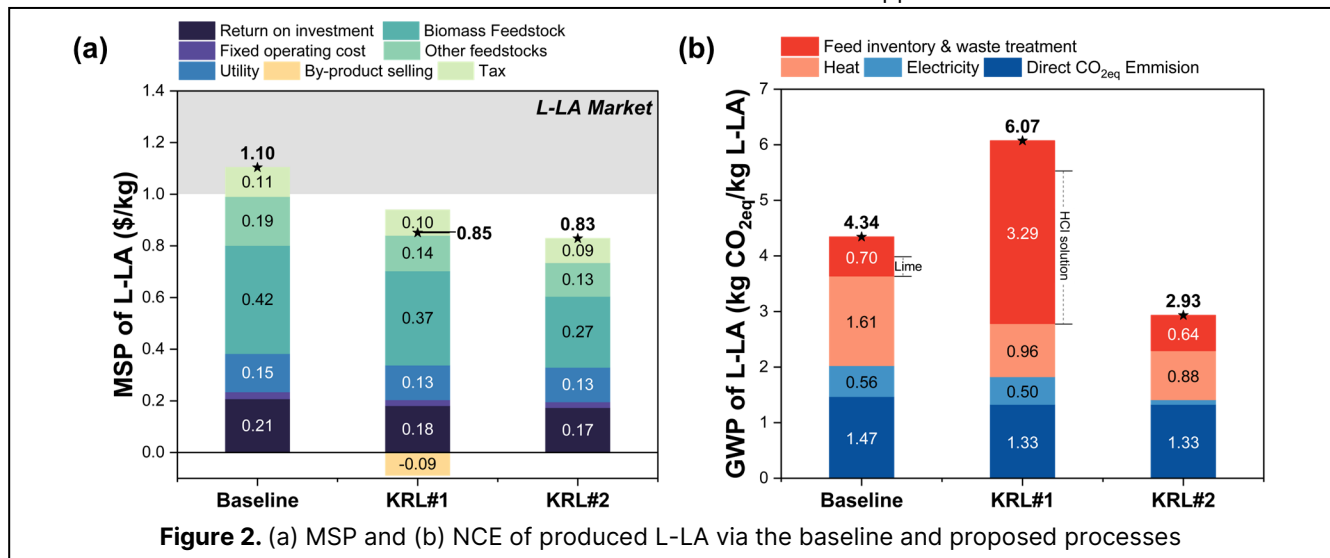 (a)
Return on investment
Biomass Feedstock
Fixed operating cost
Other feedstocks
Utility
By-product selling
Tax
MSP of L-LA ($/kg)
1.4
1.2
1.0
0.8
0.6
0.4
0.2
0.0
L-LA Market
1.10
0.11
0.19
0.42
0.15
0.21
0.10
0.85
0.14
0.37
0.13
0.18
-0.09
0.83
0.09
0.13
0.27
0.13
0.17
Baseline
KRL#1
KRL#2
(b)
Feed inventory & waste treatment
Heat
Electricity
Direct CO2eq Emmision
GWP of L-LA (kg CO2eq/kg L-LA)
7
6
5
4
3
2
1
0
4.34
0.70
Lime
1.61
0.56
1.47
6.07
3.29
HCl solution
0.96
0.50
1.33
2.93
0.64
0.88
1.33
Baseline
KRL#1
KRL#2
Figure 2. (a) MSP and (b) NCE of produced L-LA via the baseline and proposed processes